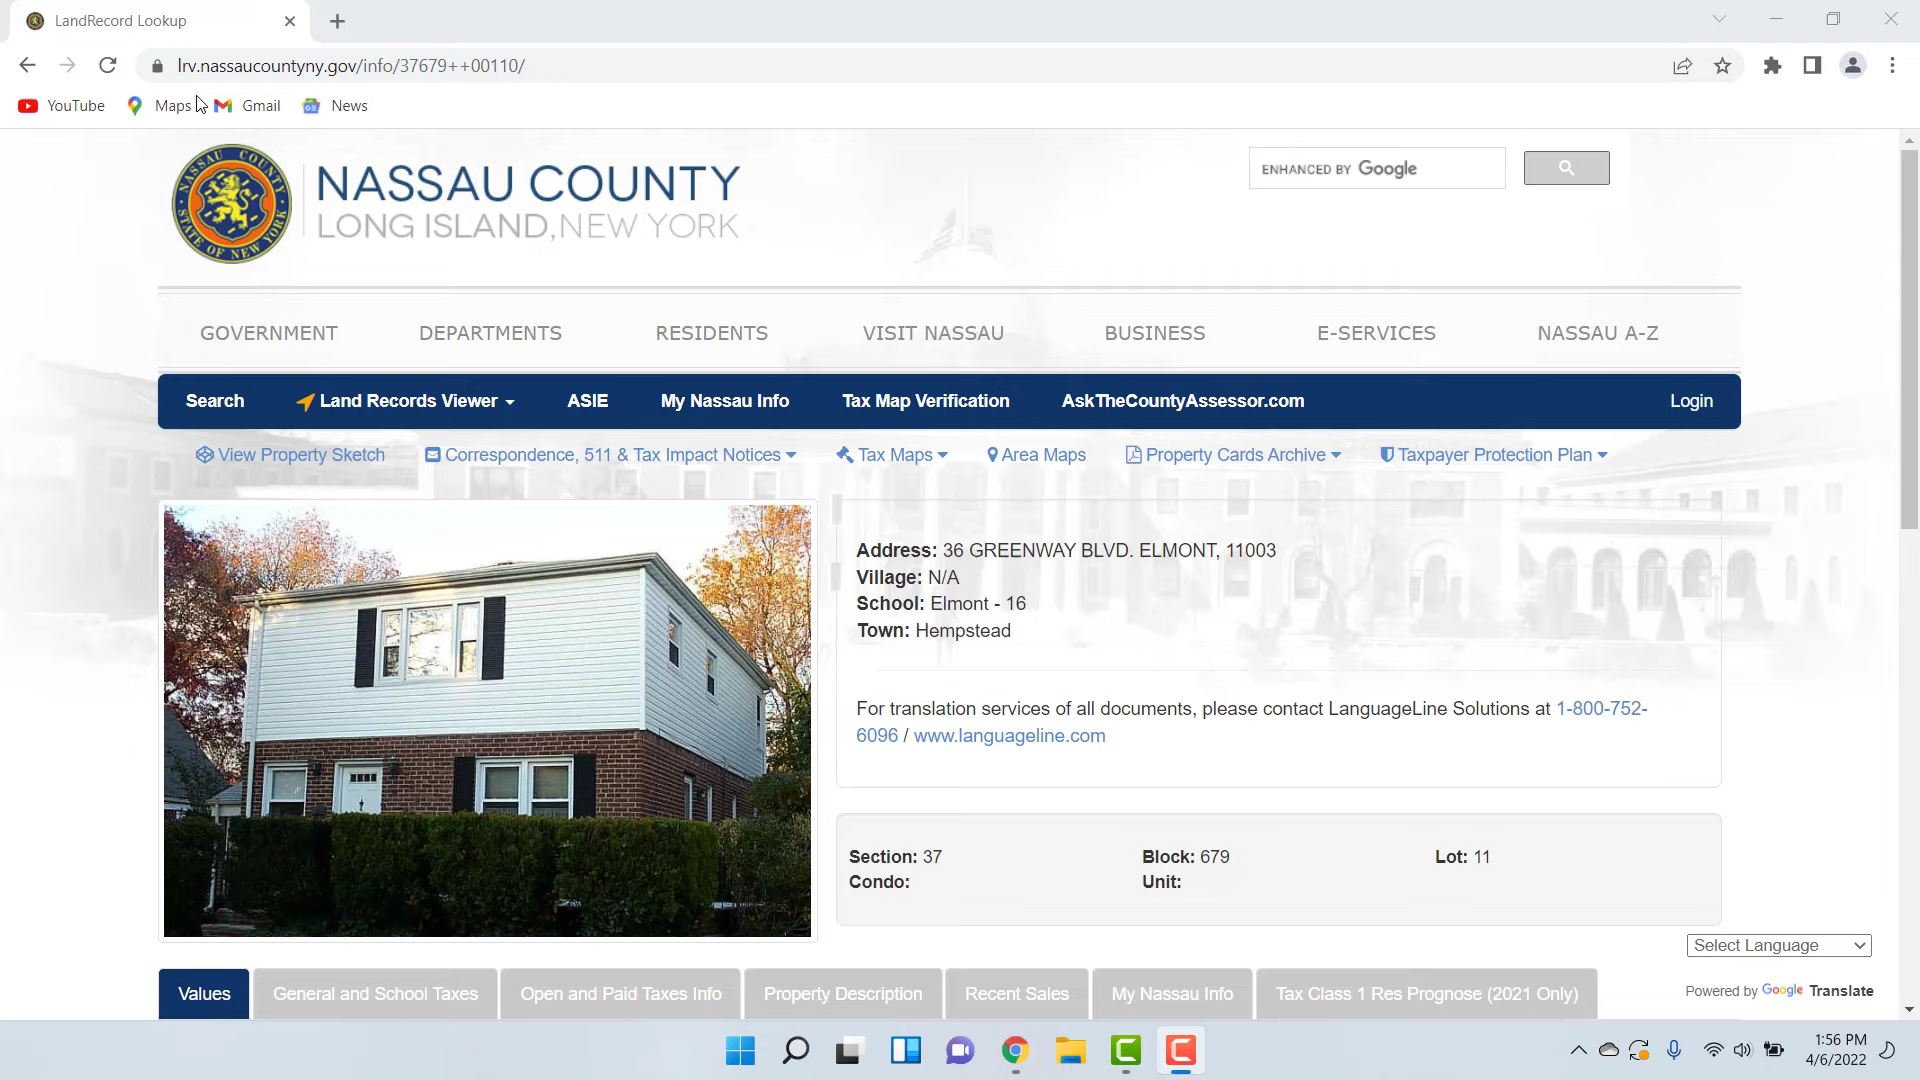 LandRecord Lookup
lrv.nassaucountyny.gov/info/37679++00110/
YouTube Maps Gmail News
NASSAU COUNTY
STATE OF NEW YORK
NASSAU COUNTY
LONG ISLAND, NEW YORK
ENHANCED BY Google
GOVERNMENT DEPARTMENTS RESIDENTS VISIT NASSAU BUSINESS E-SERVICES NASSAU A-Z
Search Land Records Viewer ASIE My Nassau Info Tax Map Verification AskTheCountyAssessor.com Login
View Property Sketch Correspondence, 511 & Tax Impact Notices Tax Maps Area Maps Property Cards Archive Taxpayer Protection Plan
Address: 36 GREENWAY BLVD. ELMONT, 11003
Village: N/A
School: Elmont - 16
Town: Hempstead
For translation services of all documents, please contact LanguageLine Solutions at 1-800-752-
6096 / www.languageline.com
Section: 37 Block: 679 Lot: 11
Condo: Unit:
Select Language
Values General and School Taxes Open and Paid Taxes Info Property Description Recent Sales My Nassau Info Tax Class 1 Res Prognose (2021 Only)
Powered by Google Translate
1:56 PM
4/6/2022